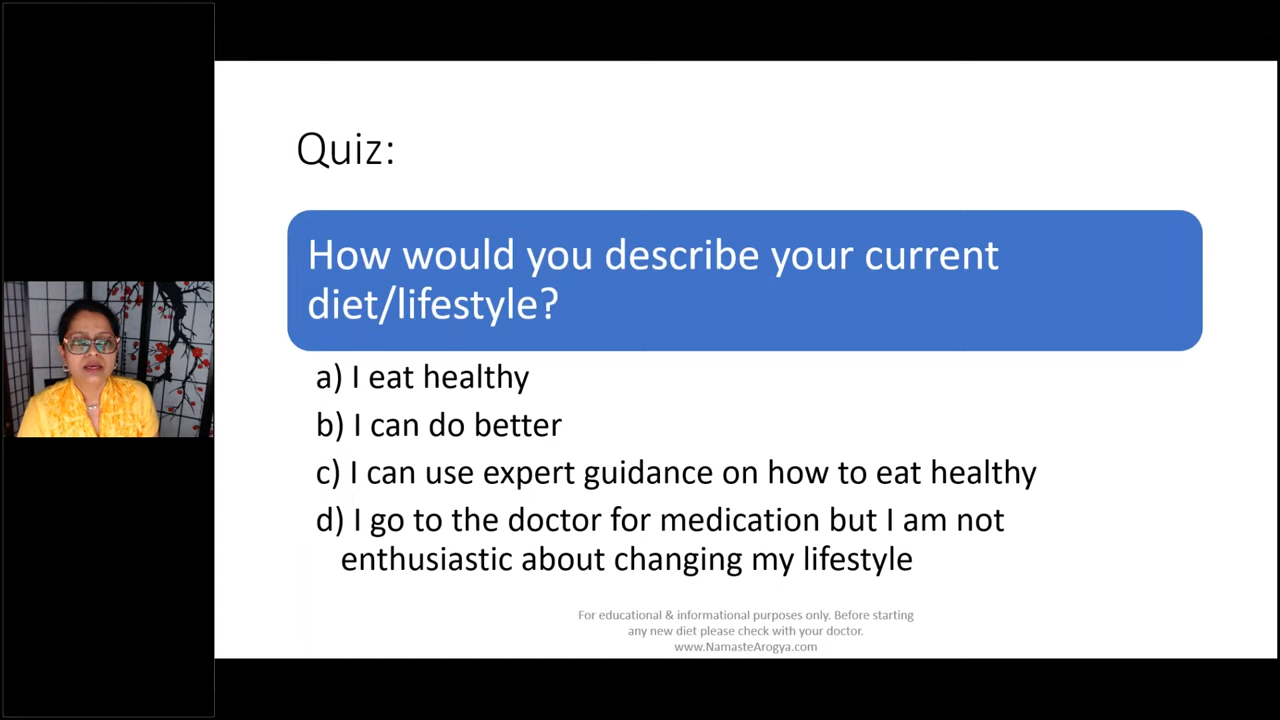 Quiz:
How would you describe your current
diet/lifestyle?
a) I eat healthy
b) I can do better
c) I can use expert guidance on how to eat healthy
d) I go to the doctor for medication but I am not
enthusiastic about changing my lifestyle
For educational & informational purposes only. Before starting
any new diet please check with your doctor.
www.NamasteArogya.com